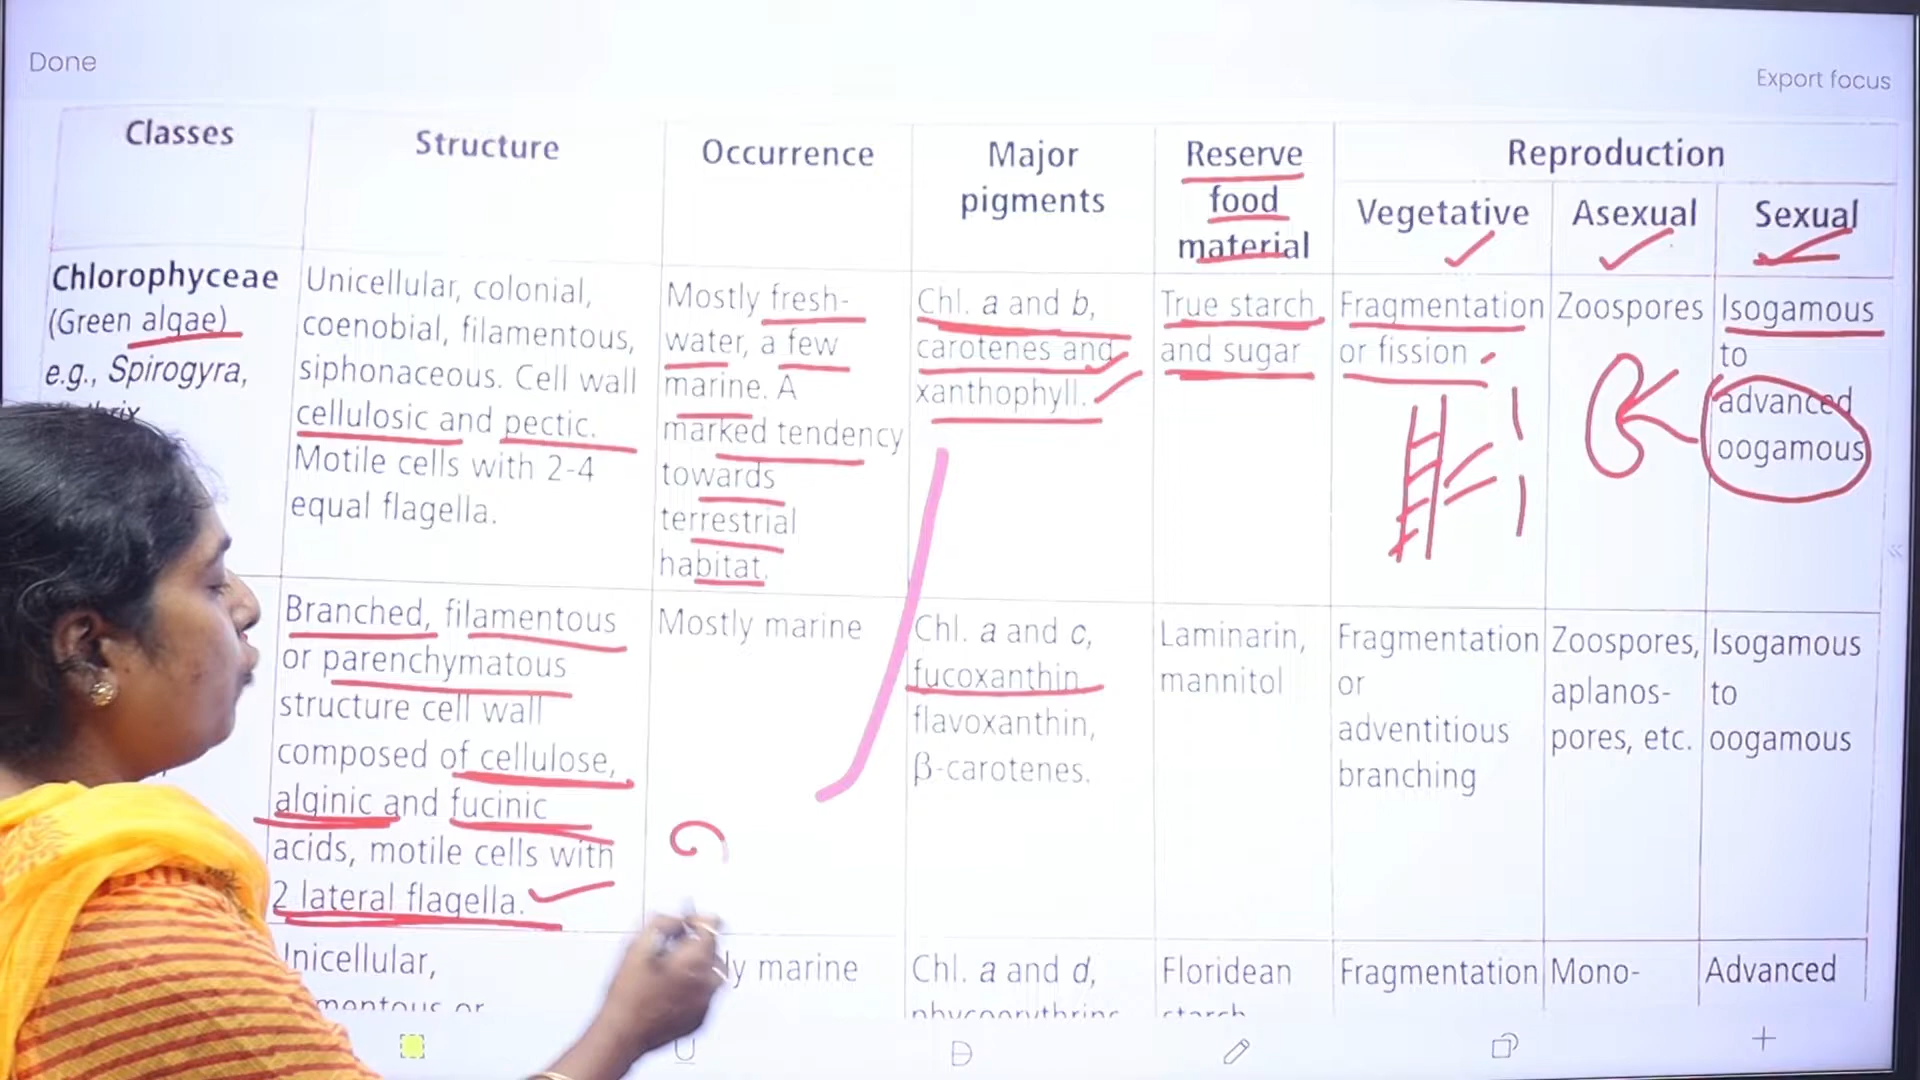 Done
Export focus
Classes
Structure
Occurrence
Major
pigments
Reserve
food
material
Reproduction
Vegetative
Asexual
Sexual
Chlorophyceae
(Green algae)
e.g., Spirogyra,
Unicellular, colonial,
coenobial, filamentous,
siphonaceous. Cell wall
cellulosic and pectic.
Motile cells with 2-4
equal flagella.
Mostly fresh-
water, a few
marine. A
marked tendency
towards
terrestrial
habitat.
Chl. a and b,
carotenes and
xanthophyll.
True starch
and sugar
Fragmentation
or fission
Zoospores
Isogamous
to
advanced
oogamous
Branched, filamentous
or parenchymatous
structure cell wall
composed of cellulose,
alginic and fucinic
acids, motile cells with
2 lateral flagella.
Mostly marine
Chl. a and c,
fucoxanthin
flavoxanthin,
β-carotenes.
Laminarin,
mannitol
Fragmentation
or
adventitious
branching
Zoospores,
aplanos-
pores, etc.
Isogamous
to
oogamous
marine
Chl. a and d,
Floridean
starch
Fragmentation
Mono-
Advanced